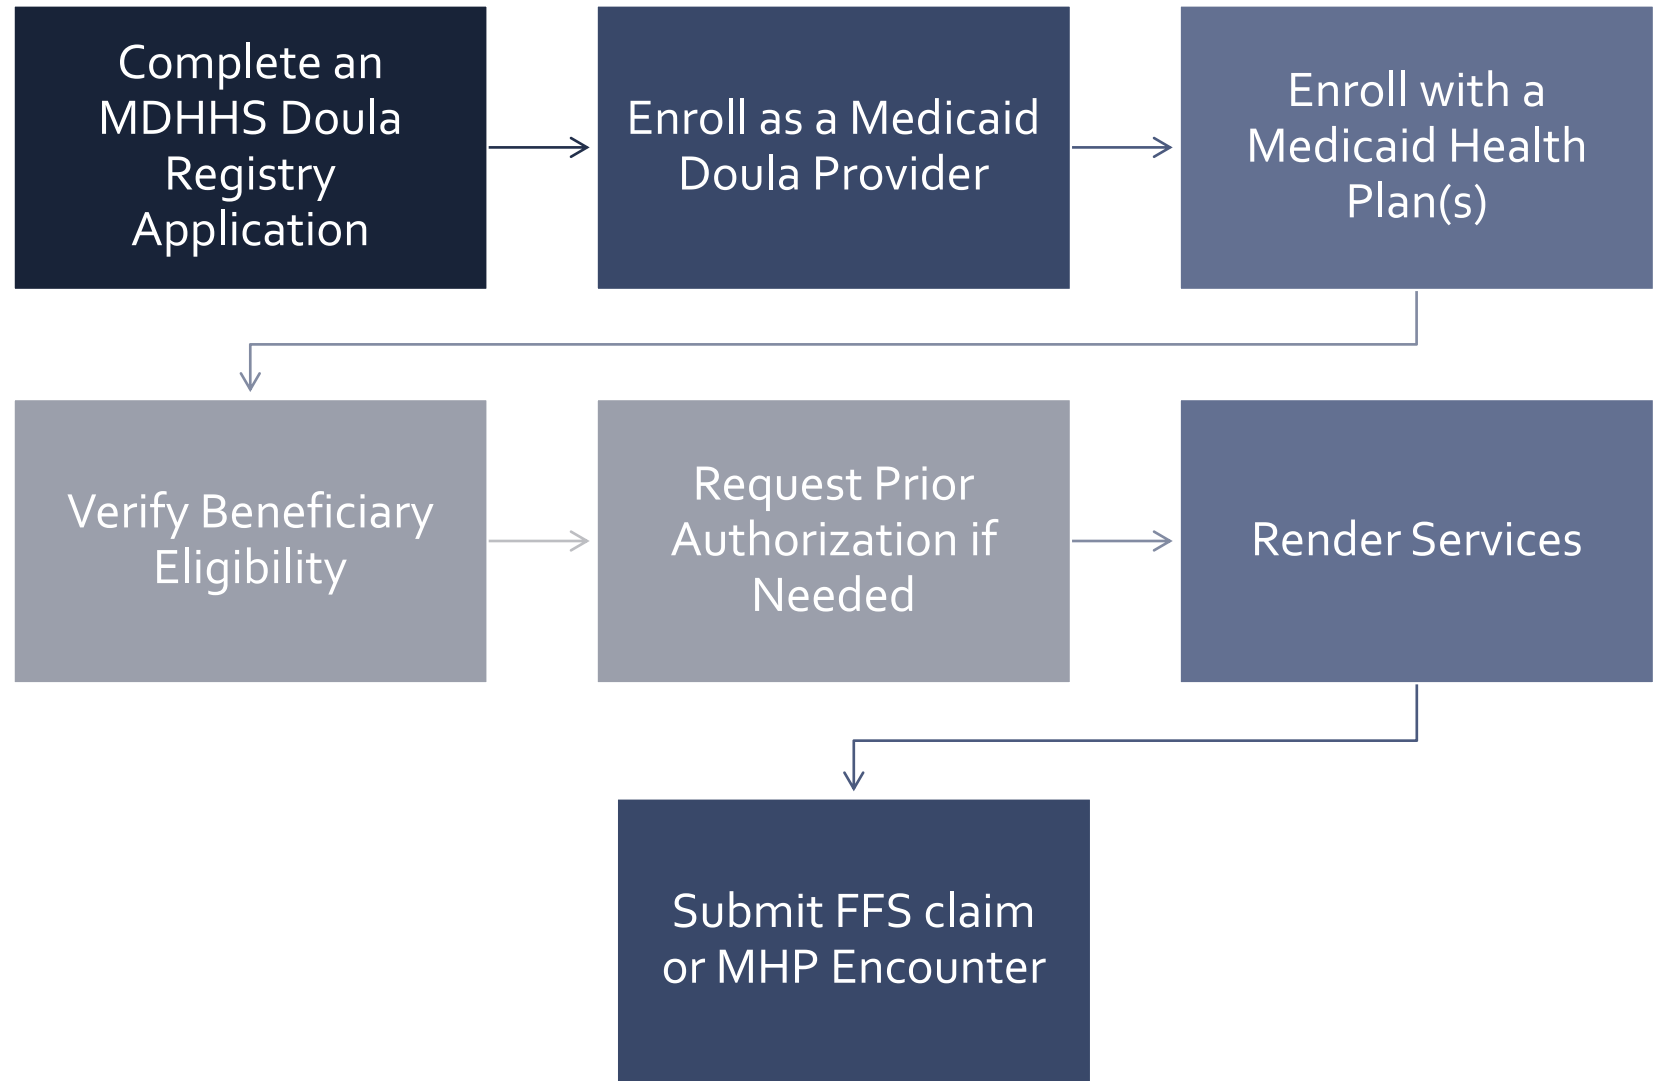 Complete an
MDHHS Doula
Registry
Application
Enroll as a Medicaid
Doula Provider
Enroll with a
Medicaid Health
Plan(s)
Verify Beneficiary
Eligibility
Request Prior
Authorization if
Needed
Render Services
Submit FFS claim
or MHP Encounter